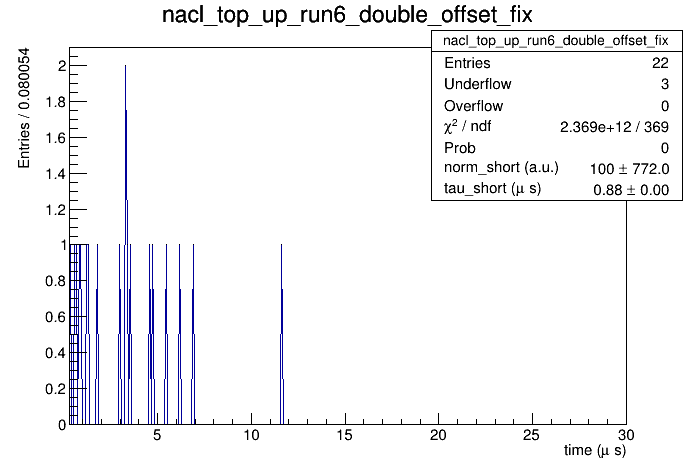 nacl_top_up_run6_double_offset_fix
nacl_top_up_run6_double_offset_fix
Entries 22
Underflow 3
Overflow 0
χ² / ndf 2.369e+12 / 369
Prob 0
norm_short (a.u.) 100 ± 772.0
tau_short (μ s) 0.88 ± 0.00
Entries / 0.080054
2
1.8
1.6
1.4
1.2
1
0.8
0.6
0.4
0.2
0
5 10 15 20 25 30
time (μ s)